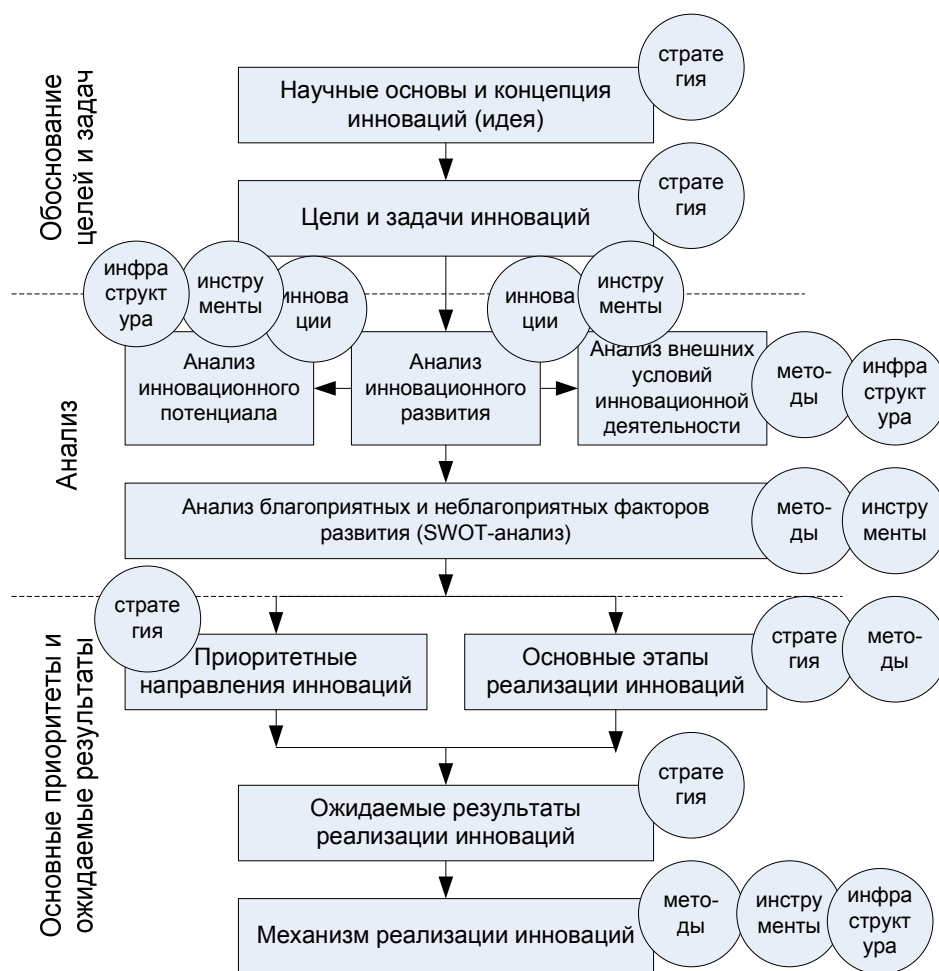 Обоснование
целей и задач
страте
гия
Научные основы и концепция
инноваций (идея)
страте
гия
Цели и задачи инноваций
инфра
структ
ура
инстру
менты
иннова
ции
иннова
ции
инстру
менты
Анализ
Анализ
инновационного
потенциала
Анализ
инновационного
развития
Анализ внешних
условий
инновационной
деятельности
мето-
ды
инфра
структ
ура
Анализ благоприятных и неблагоприятных факторов
развития (SWOT-анализ)
мето-
ды
инстру
менты
Основные приоритеты и
ожидаемые результаты
страте
гия
Приоритетные
направления инноваций
Основные этапы
реализации инноваций
страте
гия
мето-
ды
страте
гия
Ожидаемые результаты
реализации инноваций
Механизм реализации инноваций
мето-
ды
инстру
менты
инфра
структ
ура